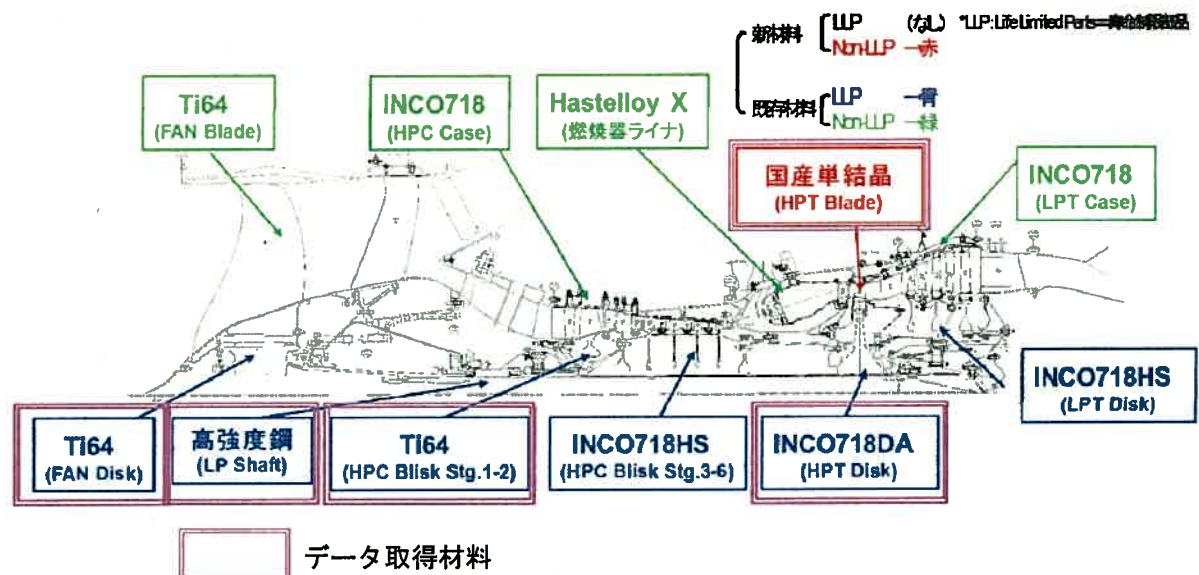 新材料 LLP (なし) *LLP:Life Limited Parts=
Non-LLP ー赤
既存材料 LLP ー青
Non-LLP ー緑
Ti64
(FAN Blade)
INCO718
(HPC Case)
Hastelloy X
(燃焼器ライナ)
国産単結晶
(HPT Blade)
INCO718
(LPT Case)
INCO718HS
(LPT Disk)
Ti64
(FAN Disk)
高強度鋼
(LP Shaft)
Ti64
(HPC Blisk Stg.1-2)
INCO718HS
(HPC Blisk Stg.3-6)
INCO718DA
(HPT Disk)
データ取得材料